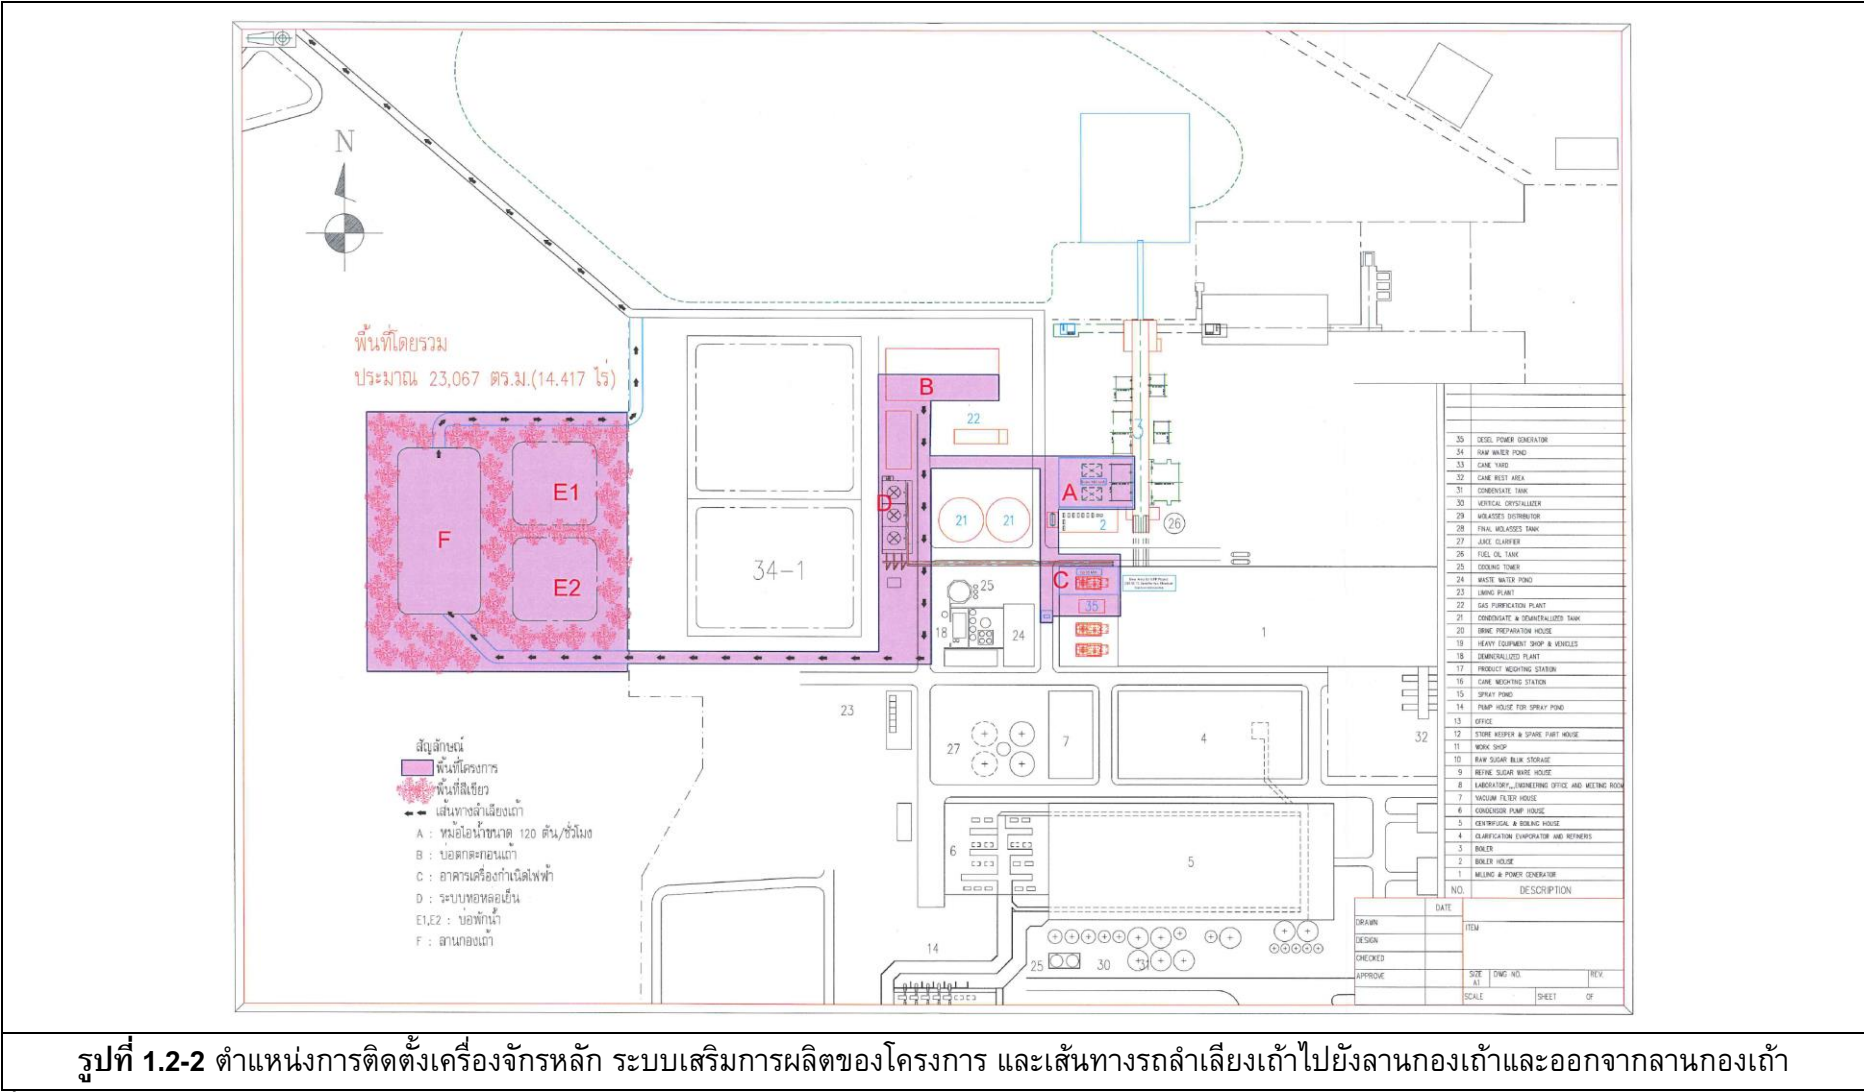 N
พื้นที่โดยรวม
ประมาณ 23,067 ตร.ม.(14.417 ไร่)
B
22
3
A
D
21
21
2
26
E1
F
E2
34-1
C
35
25
18
24
1
23
27
7
4
32
6
5
14
25
30
31
สัญลักษณ์
พื้นที่โครงการ
พื้นที่สีเขียว
เส้นทางลำเลียงเถ้า
A : หม้อไอน้ำขนาด 120 ตัน/ชั่วโมง
B : บ่อตกตะกอนเถ้า
C : อาคารเครื่องกำเนิดไฟฟ้า
D : ระบบหอหล่อเย็น
E1,E2 : บ่อพักน้ำ
F : ลานกองเถ้า
35 DESEL POWER GENERATOR
34 RAW WATER POND
33 CANE YARD
32 CANE REST AREA
31 CONDENSATE TANK
30 VERTICAL CRYSTALLIZER
29 MOLASSES DISTRIBUTOR
28 FINAL MOLASSES TANK
27 JUICE CLARIFIER
26 FUEL OIL TANK
25 COOLING TOWER
24 WASTE WATER POND
23 LIMING PLANT
22 GAS PURIFICATION PLANT
21 CONDENSATE & DEMINERALLIZED TANK
20 BRINE PREPARATION HOUSE
19 HEAVY EQUIPMENT SHOP & VEHICLES
18 DEMINERALLIZED PLANT
17 PRODUCT WEIGHTING STATION
16 CANE WEIGHTING STATION
15 SPRAY POND
14 PUMP HOUSE FOR SPRAY POND
13 OFFICE
12 STORE KEEPER & SPARE PART HOUSE
11 WORK SHOP
10 RAW SUGAR BLUK STORAGE
9 REFINE SUGAR WARE HOUSE
8 LABORATORY,,,ENGINEERING OFFICE AND MEETING ROOM
7 VACUUM FILTER HOUSE
6 CONDENSOR PUMP HOUSE
5 CENTRIFUGAL & BOILING HOUSE
4 CLARIFICATION EVAPORATOR AND REFINERIS
3 BOILER
2 BOILER HOUSE
1 MILLING & POWER GENERATOR
NO. DESCRIPTION
DATE
DRAWN
DESIGN
CHECKED
APPROVE
ITEM
SIZE A1 DWG NO. REV.
SCALE SHEET OF
รูปที่ 1.2-2 ตำแหน่งการติดตั้งเครื่องจักรหลัก ระบบเสริมการผลิตของโครงการ และเส้นทางรถลำเลียงเถ้าไปยังลานกองเถ้าและออกจากลานกองเถ้า